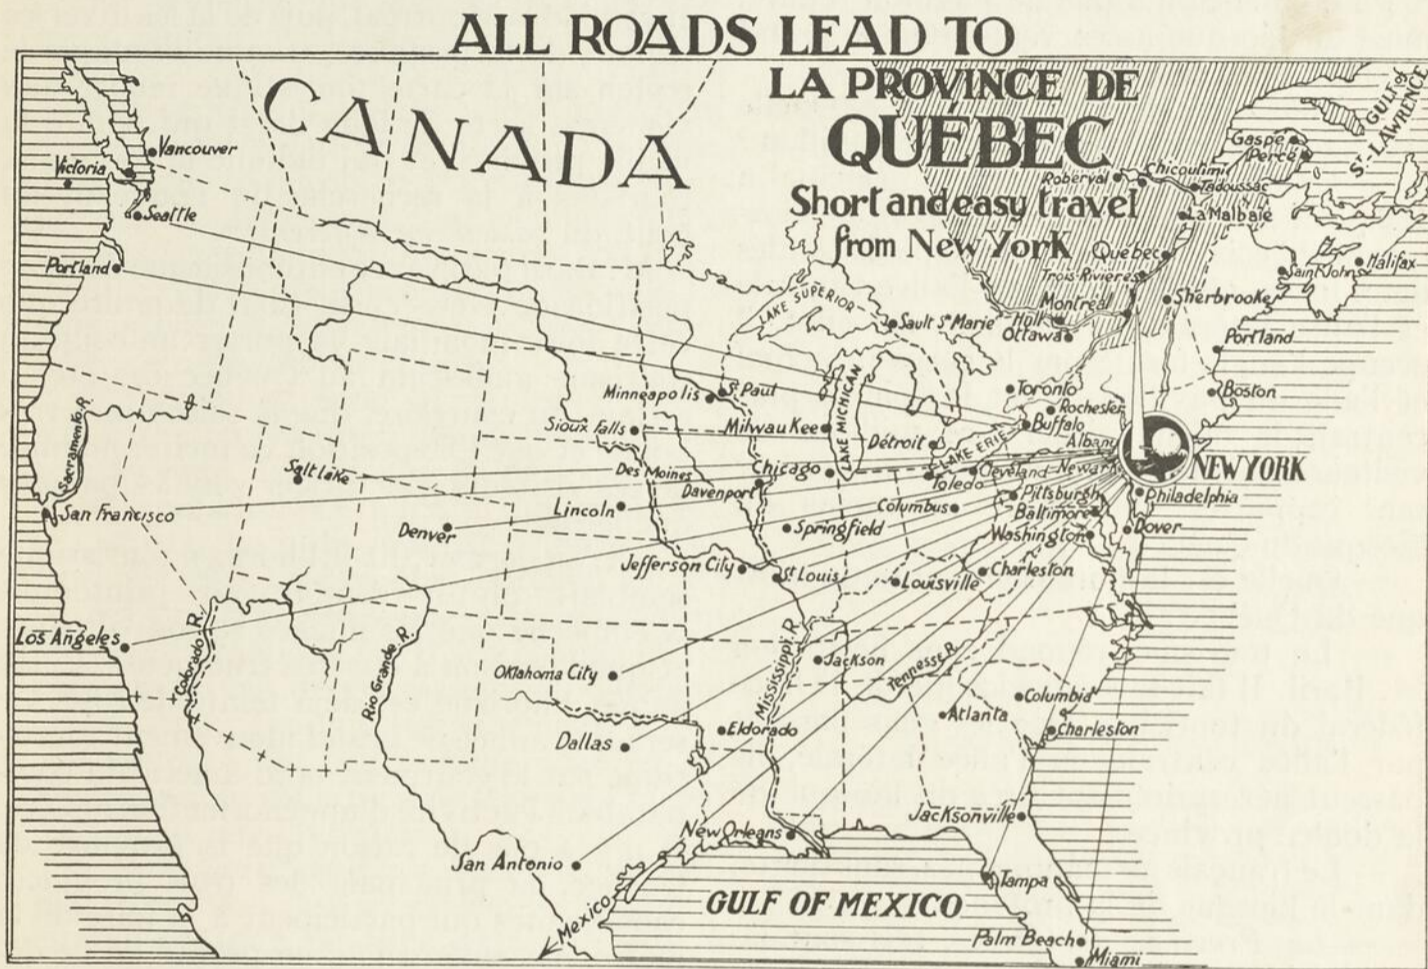 ALL ROADS LEAD TO
LA PROVINCE DE
QUÉBEC
Short and easy travel
from New York
CANADA
GULF of
ST-LAWRENCE
Gaspé
Percé
Chicoutimi
Roberval
Tadoussac
La Malbaie
Québec
Trois-Rivières
Saint John
Halifax
Sherbrooke
Montréal
Hull
Ottawa
Portland
Boston
Vancouver
Victoria
Seattle
Portland
LAKE SUPERIOR
Sault Ste Marie
LAKE MICHICAN
Toronto
Rochester
Buffalo
Albany
LAKE ERIE
Detroit
Toledo
Cleveland
Newark
NEW YORK
Minneapolis
St Paul
Sioux Falls
Milwaukee
Des Moines
Chicago
Davenport
Columbus
Pittsburgh
Philadelphia
Baltimore
Washington
Dover
Sacramento R.
San Francisco
Salt Lake
Denver
Lincoln
Springfield
Jefferson City
St Louis
Louisville
Charleston
Los Angeles
Colorado R.
Rio Grande R.
Oklahoma City
Mississippi R.
Jackson
Tennesse R.
Columbia
Atlanta
Charleston
Dallas
Eldorado
San Antonio
New Orleans
Jacksonville
Tampa
Mexico
GULF OF MEXICO
Palm Beach
Miami